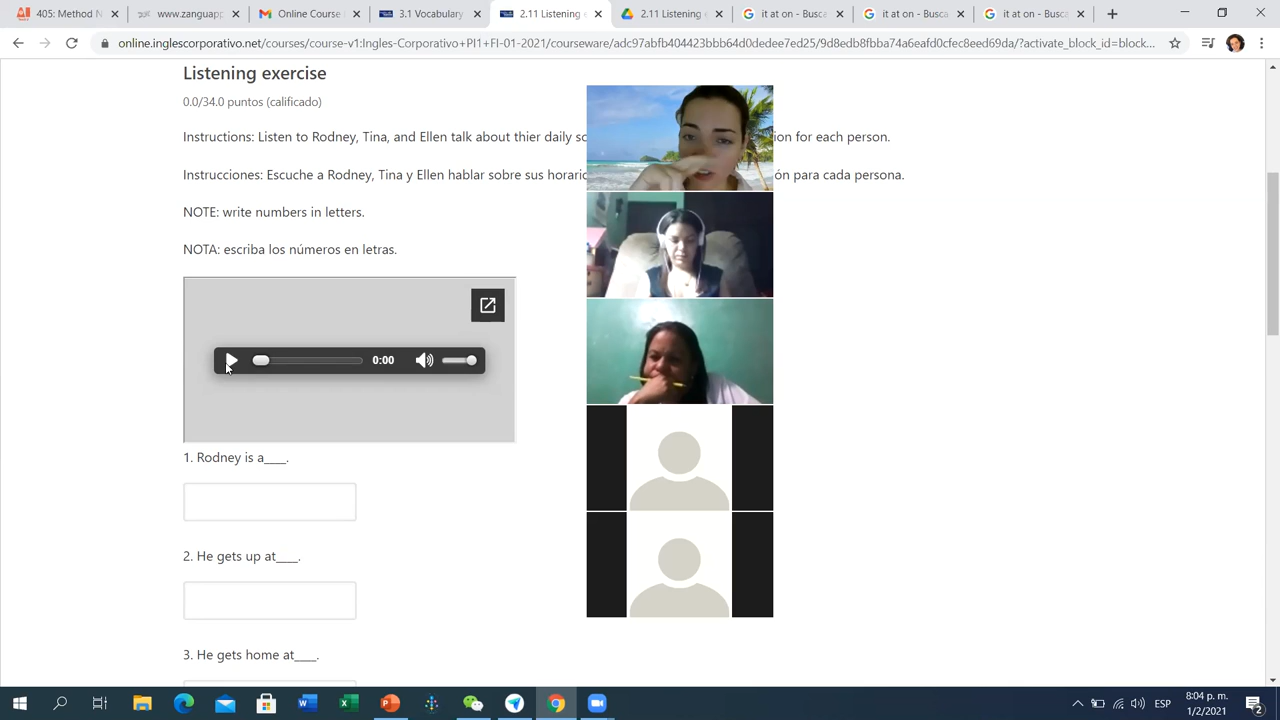 405: Method N
www.zanguapp.
Online Course
3.1 Vocabulary
2.11 Listening
2.11 Listening
it at on - Busca
it at on - Busca
it at on - Busca
online.inglescorporativo.net/courses/course-v1:Ingles-Corporativo+PI1+FI-01-2021/courseware/adc97abfb404423bbb64d0dedee7ed25/9d8edb8fbba74a6eafd0cfec8eed69da/?activate_block_id=block...
Listening exercise
0.0/34.0 puntos (calificado)
Instructions: Listen to Rodney, Tina, and Ellen talk about thier daily for each person.
Instrucciones: Escuche a Rodney, Tina y Ellen hablar sobre sus para cada persona.
NOTE: write numbers in letters.
NOTA: escriba los números en letras.
0:00
1. Rodney is a____.
2. He gets up at____.
3. He gets home at____.
ESP
8:04 p. m.
1/2/2021
2